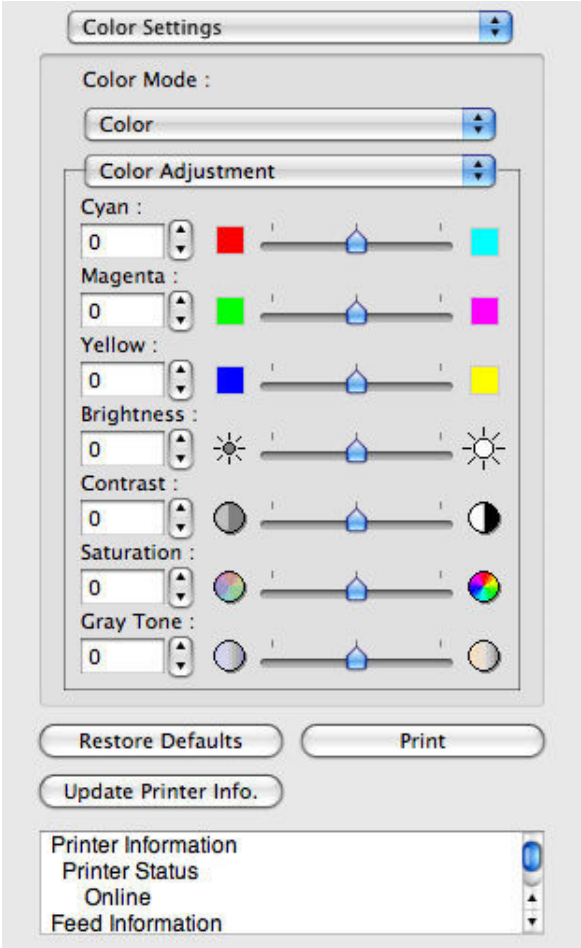 Color Settings
Color Mode :
Color
Color Adjustment
Cyan :
0
Magenta :
0
Yellow :
0
Brightness :
0
Contrast :
0
Saturation :
0
Gray Tone :
0
Restore Defaults
Print
Update Printer Info.
Printer Information
Printer Status
Online
Feed Information